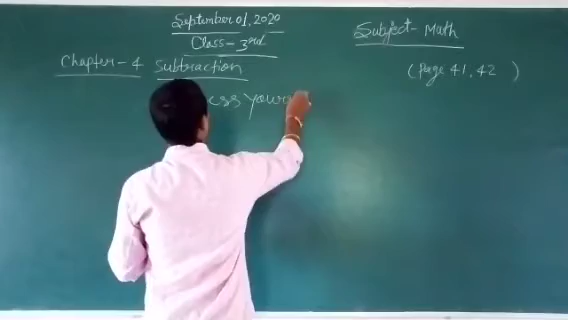 September 01, 2020
Class - 3rd
Subject - Math
Chapter - 4 Subtraction
(Page 41, 42 )